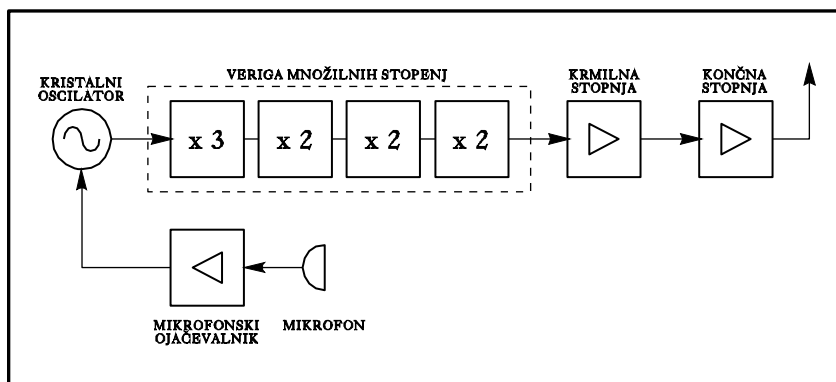 KRISTALNI
OSCILATOR
VERIGA MNOŽILNIH STOPENJ
KRMILNA
STOPNJA
KONČNA
STOPNJA
x 3
x 2
x 2
x 2
MIKROFONSKI
OJAČEVALNIK
MIKROFON